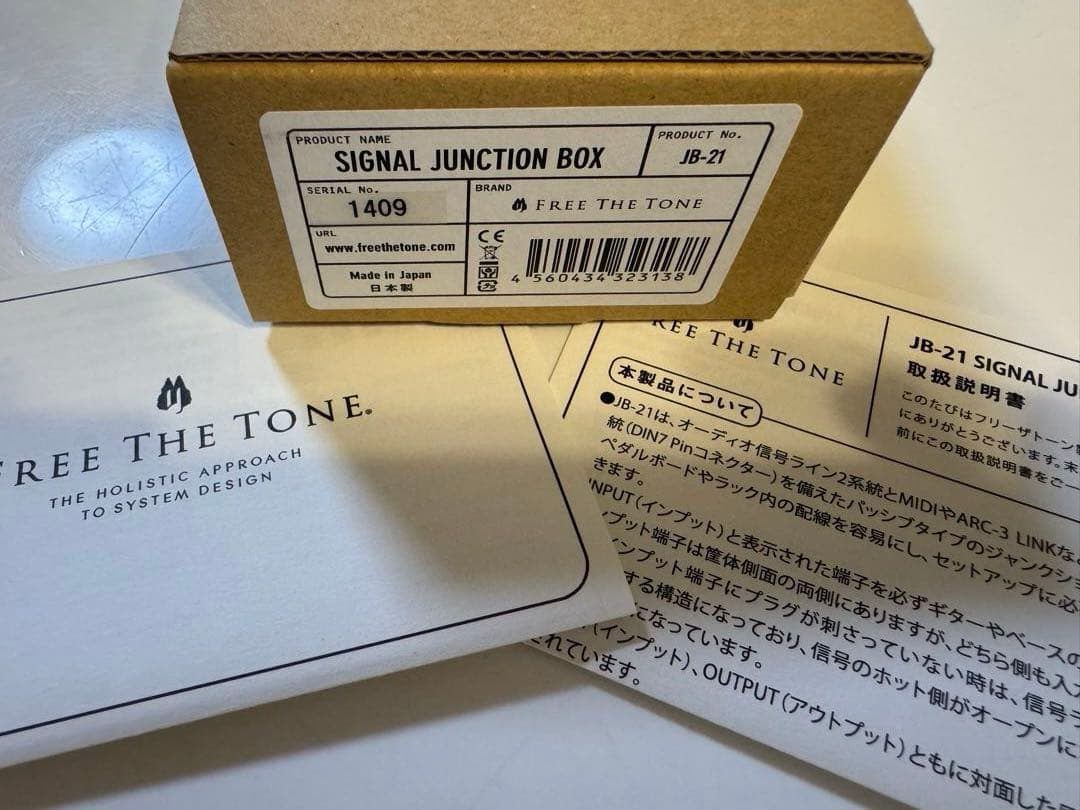 PRODUCT NAME
SIGNAL JUNCTION BOX
PRODUCT No.
JB-21
SERIAL No.
1409
BRAND
FREE THE TONE
URL
www.freethetone.com
Made in Japan
日本製
CE
4 560434 323138
FREE THE TONE®
THE HOLISTIC APPROACH
TO SYSTEM DESIGN
FREE THE TONE
JB-21 SIGNAL JU
取扱説明書
このたびはフリーザトーン
にありがとうございます。末
前にこの取扱説明書をご一
本製品について
●JB-21は、オーディオ信号ライン2系統とMIDIやARC-3 LINKな
統(DIN7 Pinコネクター)を備えたパッシブタイプのジャンクショ
ペダルボードやラック内の配線を容易にし、セットアップに必
きます。
INPUT(インプット)と表示された端子を必ずギターやベースの
ンプット端子は筐体側面の両側にありますが、どちら側も入力
インプット端子にプラグが刺さっていない時は、信号ラ
する構造になっており、信号のホット側がオープンに
になっています。
(インプット)、OUTPUT(アウトプット)ともに対面した
されています。